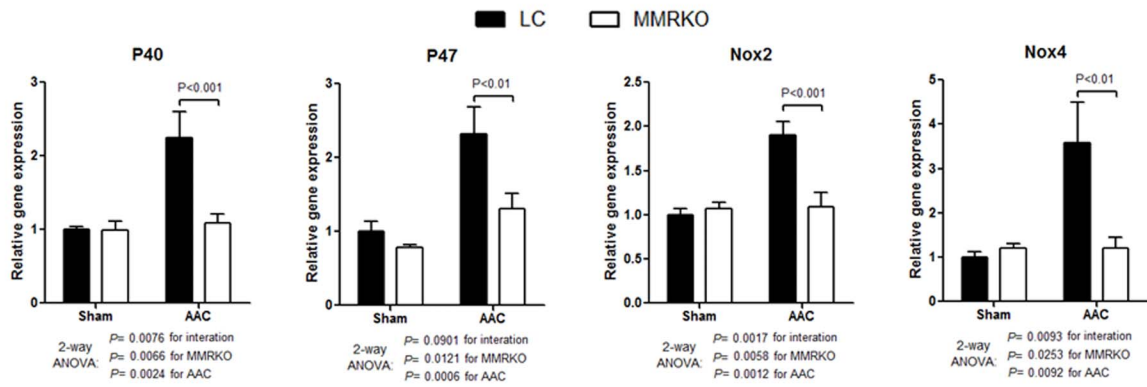 LC MMRKO
P40
Relative gene expression
3
2
1
0
P<0.001
Sham AAC
2-way ANOVA:
P= 0.0076 for interation
P= 0.0066 for MMRKO
P= 0.0024 for AAC
P47
Relative gene expression
3
2
1
0
P<0.01
Sham AAC
2-way ANOVA:
P= 0.0901 for interation
P= 0.0121 for MMRKO
P= 0.0006 for AAC
Nox2
Relative gene expression
2.5
2.0
1.5
1.0
0.5
0.0
P<0.001
Sham AAC
2-way ANOVA:
P= 0.0017 for interation
P= 0.0058 for MMRKO
P= 0.0012 for AAC
Nox4
Relative gene expression
5
4
3
2
1
0
P<0.01
Sham AAC
2-way ANOVA:
P= 0.0093 for interation
P= 0.0253 for MMRKO
P= 0.0092 for AAC